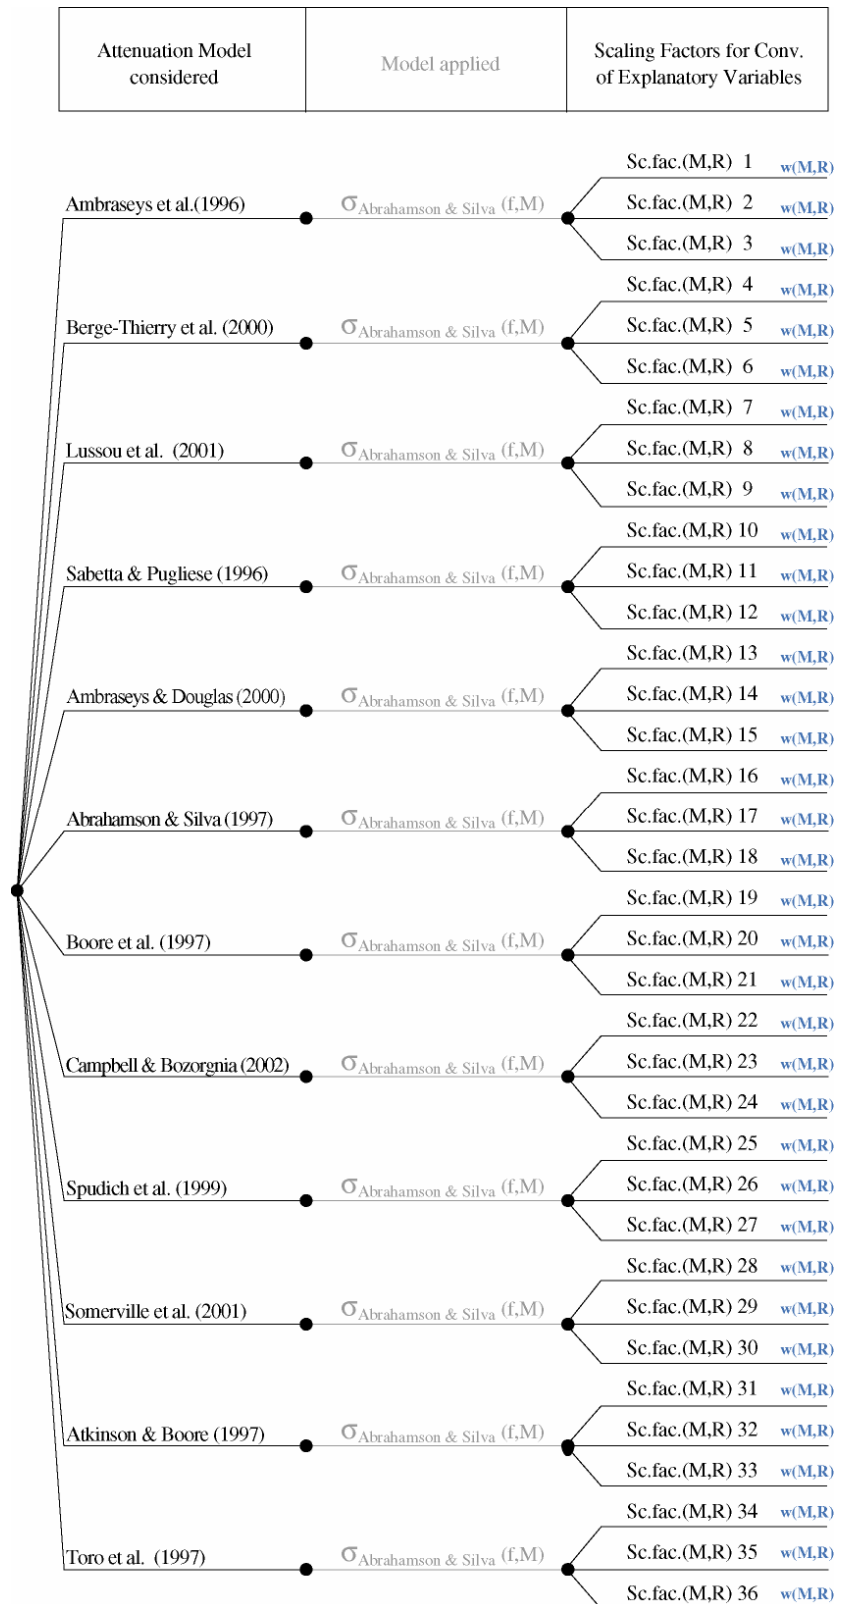 Attenuation Model
considered
Model applied
Scaling Factors for Conv.
of Explanatory Variables
Sc.fac.(M,R) 1 w(M,R)
Ambraseys et al.(1996) σAbrahamson & Silva (f,M) Sc.fac.(M,R) 2 w(M,R)
Sc.fac.(M,R) 3 w(M,R)
Sc.fac.(M,R) 4 w(M,R)
Berge-Thierry et al. (2000) σAbrahamson & Silva (f,M) Sc.fac.(M,R) 5 w(M,R)
Sc.fac.(M,R) 6 w(M,R)
Sc.fac.(M,R) 7 w(M,R)
Lussou et al. (2001) σAbrahamson & Silva (f,M) Sc.fac.(M,R) 8 w(M,R)
Sc.fac.(M,R) 9 w(M,R)
Sc.fac.(M,R) 10 w(M,R)
Sabetta & Pugliese (1996) σAbrahamson & Silva (f,M) Sc.fac.(M,R) 11 w(M,R)
Sc.fac.(M,R) 12 w(M,R)
Sc.fac.(M,R) 13 w(M,R)
Ambraseys & Douglas (2000) σAbrahamson & Silva (f,M) Sc.fac.(M,R) 14 w(M,R)
Sc.fac.(M,R) 15 w(M,R)
Sc.fac.(M,R) 16 w(M,R)
Abrahamson & Silva (1997) σAbrahamson & Silva (f,M) Sc.fac.(M,R) 17 w(M,R)
Sc.fac.(M,R) 18 w(M,R)
Sc.fac.(M,R) 19 w(M,R)
Boore et al. (1997) σAbrahamson & Silva (f,M) Sc.fac.(M,R) 20 w(M,R)
Sc.fac.(M,R) 21 w(M,R)
Sc.fac.(M,R) 22 w(M,R)
Campbell & Bozorgnia (2002) σAbrahamson & Silva (f,M) Sc.fac.(M,R) 23 w(M,R)
Sc.fac.(M,R) 24 w(M,R)
Sc.fac.(M,R) 25 w(M,R)
Spudich et al. (1999) σAbrahamson & Silva (f,M) Sc.fac.(M,R) 26 w(M,R)
Sc.fac.(M,R) 27 w(M,R)
Sc.fac.(M,R) 28 w(M,R)
Somerville et al. (2001) σAbrahamson & Silva (f,M) Sc.fac.(M,R) 29 w(M,R)
Sc.fac.(M,R) 30 w(M,R)
Sc.fac.(M,R) 31 w(M,R)
Atkinson & Boore (1997) σAbrahamson & Silva (f,M) Sc.fac.(M,R) 32 w(M,R)
Sc.fac.(M,R) 33 w(M,R)
Sc.fac.(M,R) 34 w(M,R)
Toro et al. (1997) σAbrahamson & Silva (f,M) Sc.fac.(M,R) 35 w(M,R)
Sc.fac.(M,R) 36 w(M,R)